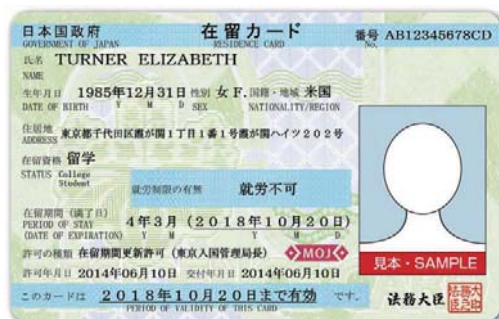 日本国政府 在留カード 番号 AB12345678CD
GOVERNMENT OF JAPAN RESIDENCE CARD No.
氏名 TURNER ELIZABETH
NAME
生年月日 1985年12月31日 性別 女 F. 国籍・地域 米国
DATE OF BIRTH Y M D SEX NATIONALITY/REGION
住居地 東京都千代田区霞が関1丁目1番1号霞が関ハイツ202号
ADDRESS
在留資格 留学
STATUS College
Student
就労制限の有無 就労不可
在留期間(満了日) 4年3月(2018年10月20日)
PERIOD OF STAY
(DATE OF EXPIRATION) Y M Y M D
許可の種類 在留期間更新許可(東京入国管理局長) MOJ
見本・SAMPLE
許可年月日 2014年06月10日 交付年月日 2014年06月10日
このカードは 2018年10月20日まで有効 です。
PERIOD OF VALIDITY OF THIS CARD
法務大臣